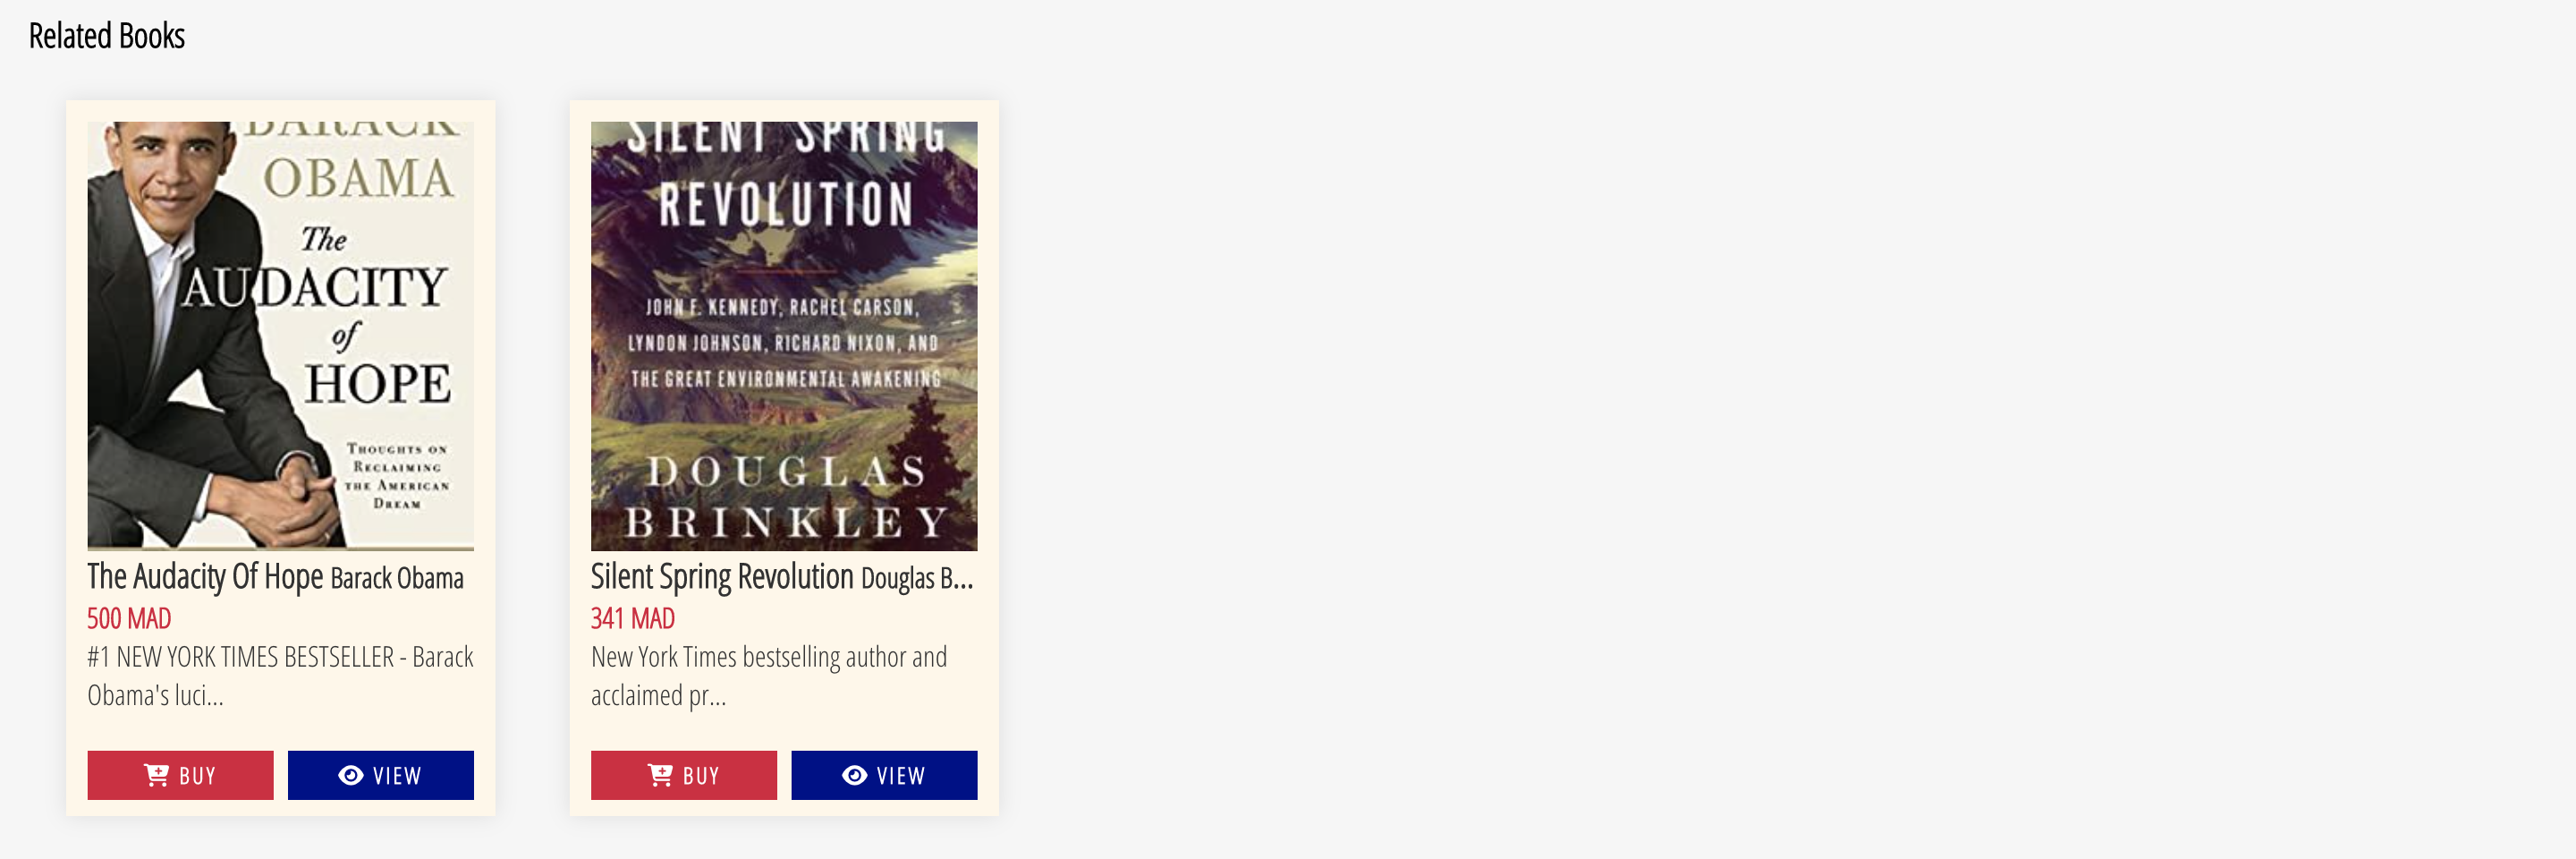 Related Books
BARACK
OBAMA
The
AUDACITY
of
HOPE
THOUGHTS ON
RECLAIMING
THE AMERICAN
DREAM
The Audacity Of Hope Barack Obama
500 MAD
#1 NEW YORK TIMES BESTSELLER - Barack
Obama's luci...
BUY VIEW
SILENT SPRING
REVOLUTION
JOHN F. KENNEDY, RACHEL CARSON,
LYNDON JOHNSON, RICHARD NIXON, AND
THE GREAT ENVIRONMENTAL AWAKENING
DOUGLAS
BRINKLEY
Silent Spring Revolution Douglas B...
341 MAD
New York Times bestselling author and
acclaimed pr...
BUY VIEW